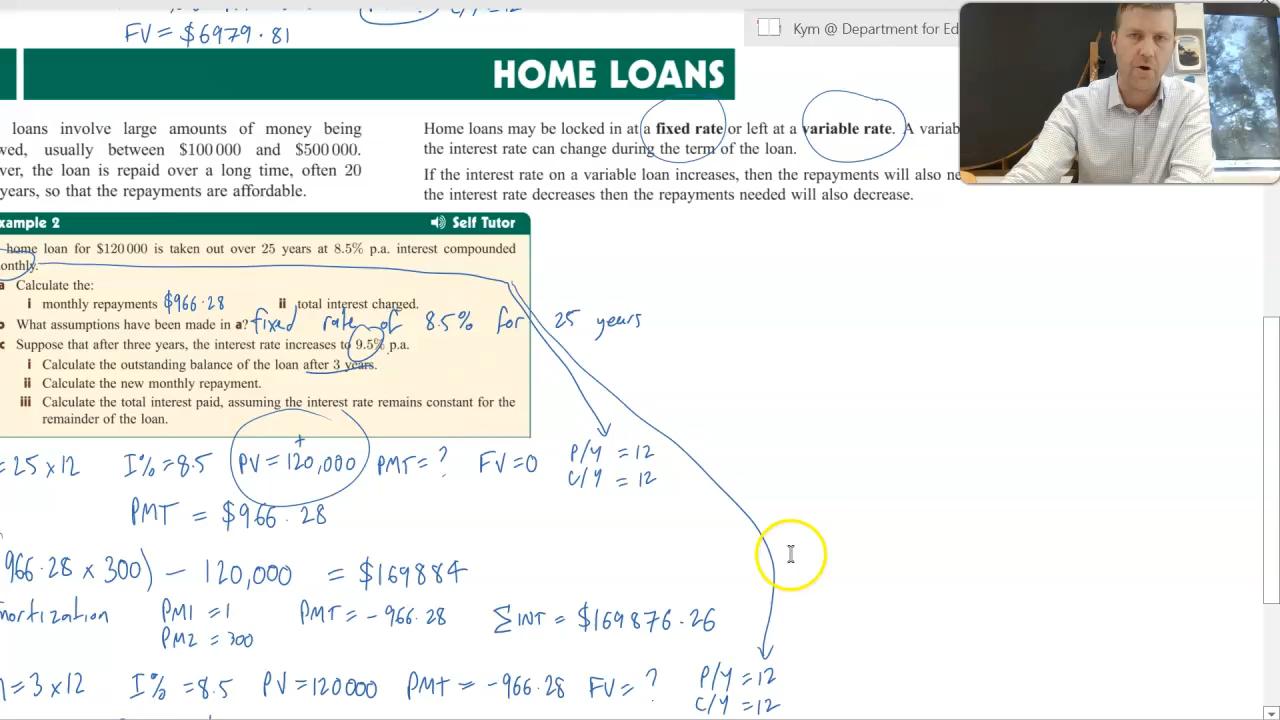 FV = $6979.81
C/Y = 12
Kym @ Department for Ed
HOME LOANS
loans involve large amounts of money being
wed, usually between $100 000 and $500 000.
ver, the loan is repaid over a long time, often 20
years, so that the repayments are affordable.
Home loans may be locked in at a fixed rate or left at a variable rate. A variab
the interest rate can change during the term of the loan.
If the interest rate on a variable loan increases, then the repayments will also ne
the interest rate decreases then the repayments needed will also decrease.
xample 2
Self Tutor
home loan for $120 000 is taken out over 25 years at 8.5% p.a. interest compounded
onthly.
a Calculate the:
i monthly repayments $966.28 ii total interest charged.
b What assumptions have been made in a? fixed rate of 8.5% for 25 years
c Suppose that after three years, the interest rate increases to 9.5% p.a.
i Calculate the outstanding balance of the loan after 3 years.
ii Calculate the new monthly repayment.
iii Calculate the total interest paid, assuming the interest rate remains constant for the
remainder of the loan.
+
=25 x 12 I% = 8.5 PV = 120,000 PMT = ? FV = 0 P/Y = 12
C/Y = 12
PMT = $966.28
966.28 x 300) - 120,000 = $169884
mortization PM1 = 1 PMT = -966.28 ΣINT = $169876.26
PM2 = 300
n = 3 x 12 I% = 8.5 PV = 120000 PMT = -966.28 FV = ? P/Y = 12
C/Y = 12